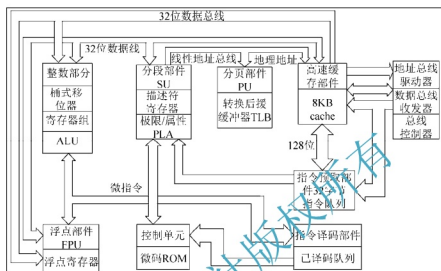 32位数据总线
32位数据线
线性地址总线
地理地址
整数部分
桶式移
位器
寄存器组
ALU
分段部件
SU
描述符
寄存器
极限/属性
PLA
分页部件
PU
转换后援
缓冲器TLB
高速缓
存部件
8KB
cache
地址总线
驱动器
数据总线
收发器
总线
控制器
128位
微指令
件32字节
指令队列
浮点部件
FPU
浮点寄存器
控制单元
微码ROM
指令译码部件
已译码队列
版权所有